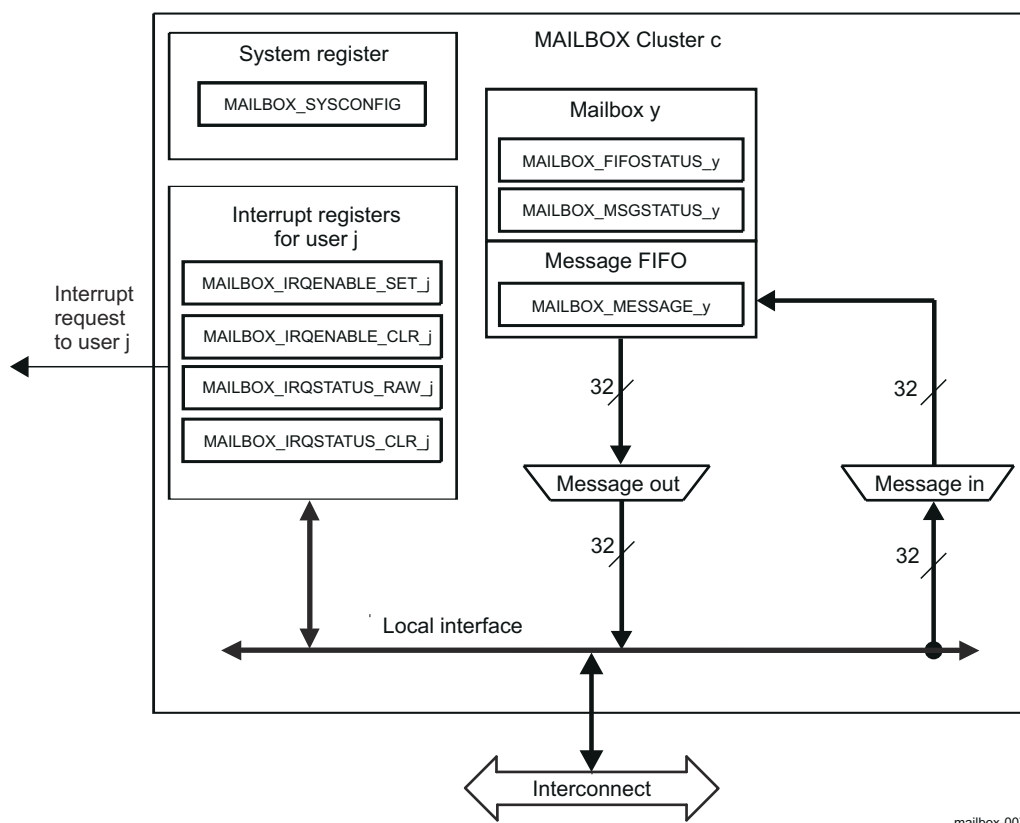 MAILBOX Cluster c
System register
MAILBOX_SYSCONFIG
Mailbox y
MAILBOX_FIFOSTATUS_y
MAILBOX_MSGSTATUS_y
Interrupt registers
for user j
MAILBOX_IRQENABLE_SET_j
MAILBOX_IRQENABLE_CLR_j
MAILBOX_IRQSTATUS_RAW_j
MAILBOX_IRQSTATUS_CLR_j
Message FIFO
MAILBOX_MESSAGE_y
Interrupt
request
to user j
32
32
Message out
Message in
32
32
Local interface
Interconnect